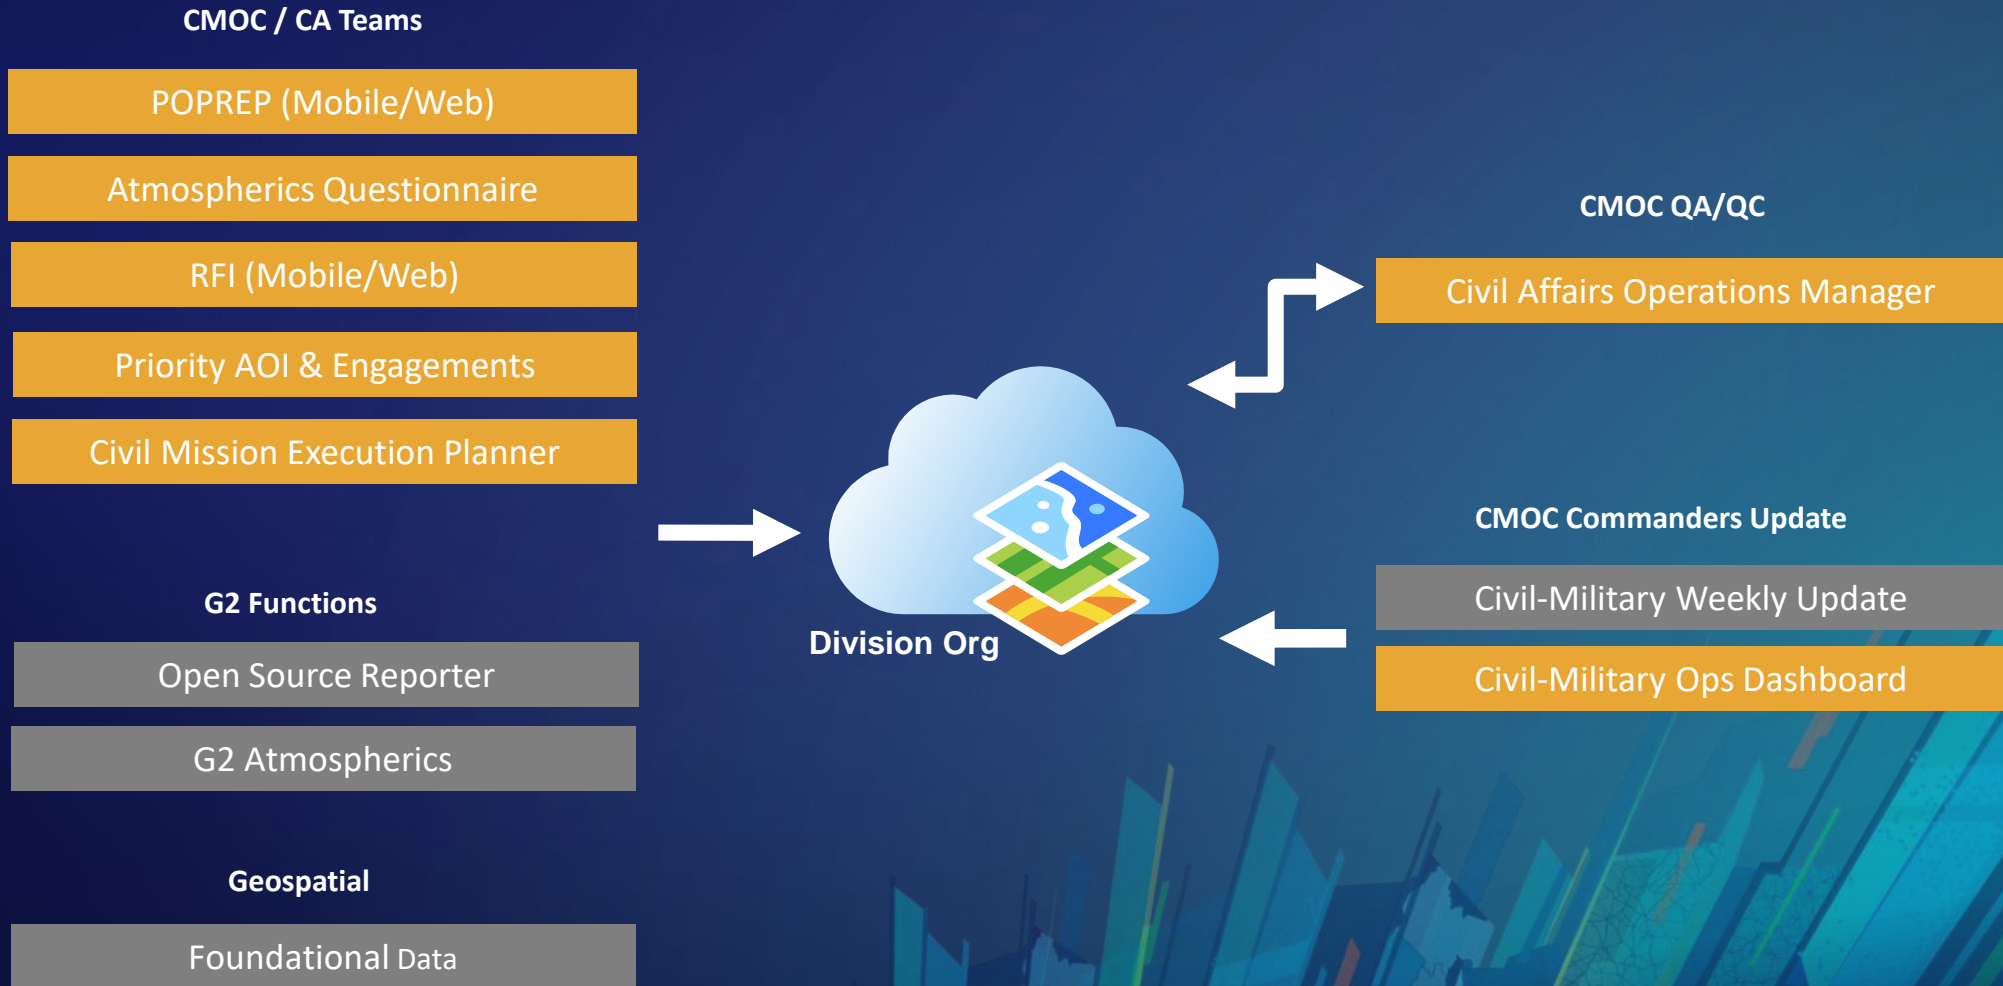 CMOC / CA Teams
POPREP (Mobile/Web)
Atmospherics Questionnaire
RFI (Mobile/Web)
Priority AOI & Engagements
Civil Mission Execution Planner
G2 Functions
Open Source Reporter
G2 Atmospherics
Geospatial
Foundational Data
Division Org
CMOC QA/QC
Civil Affairs Operations Manager
CMOC Commanders Update
Civil-Military Weekly Update
Civil-Military Ops Dashboard